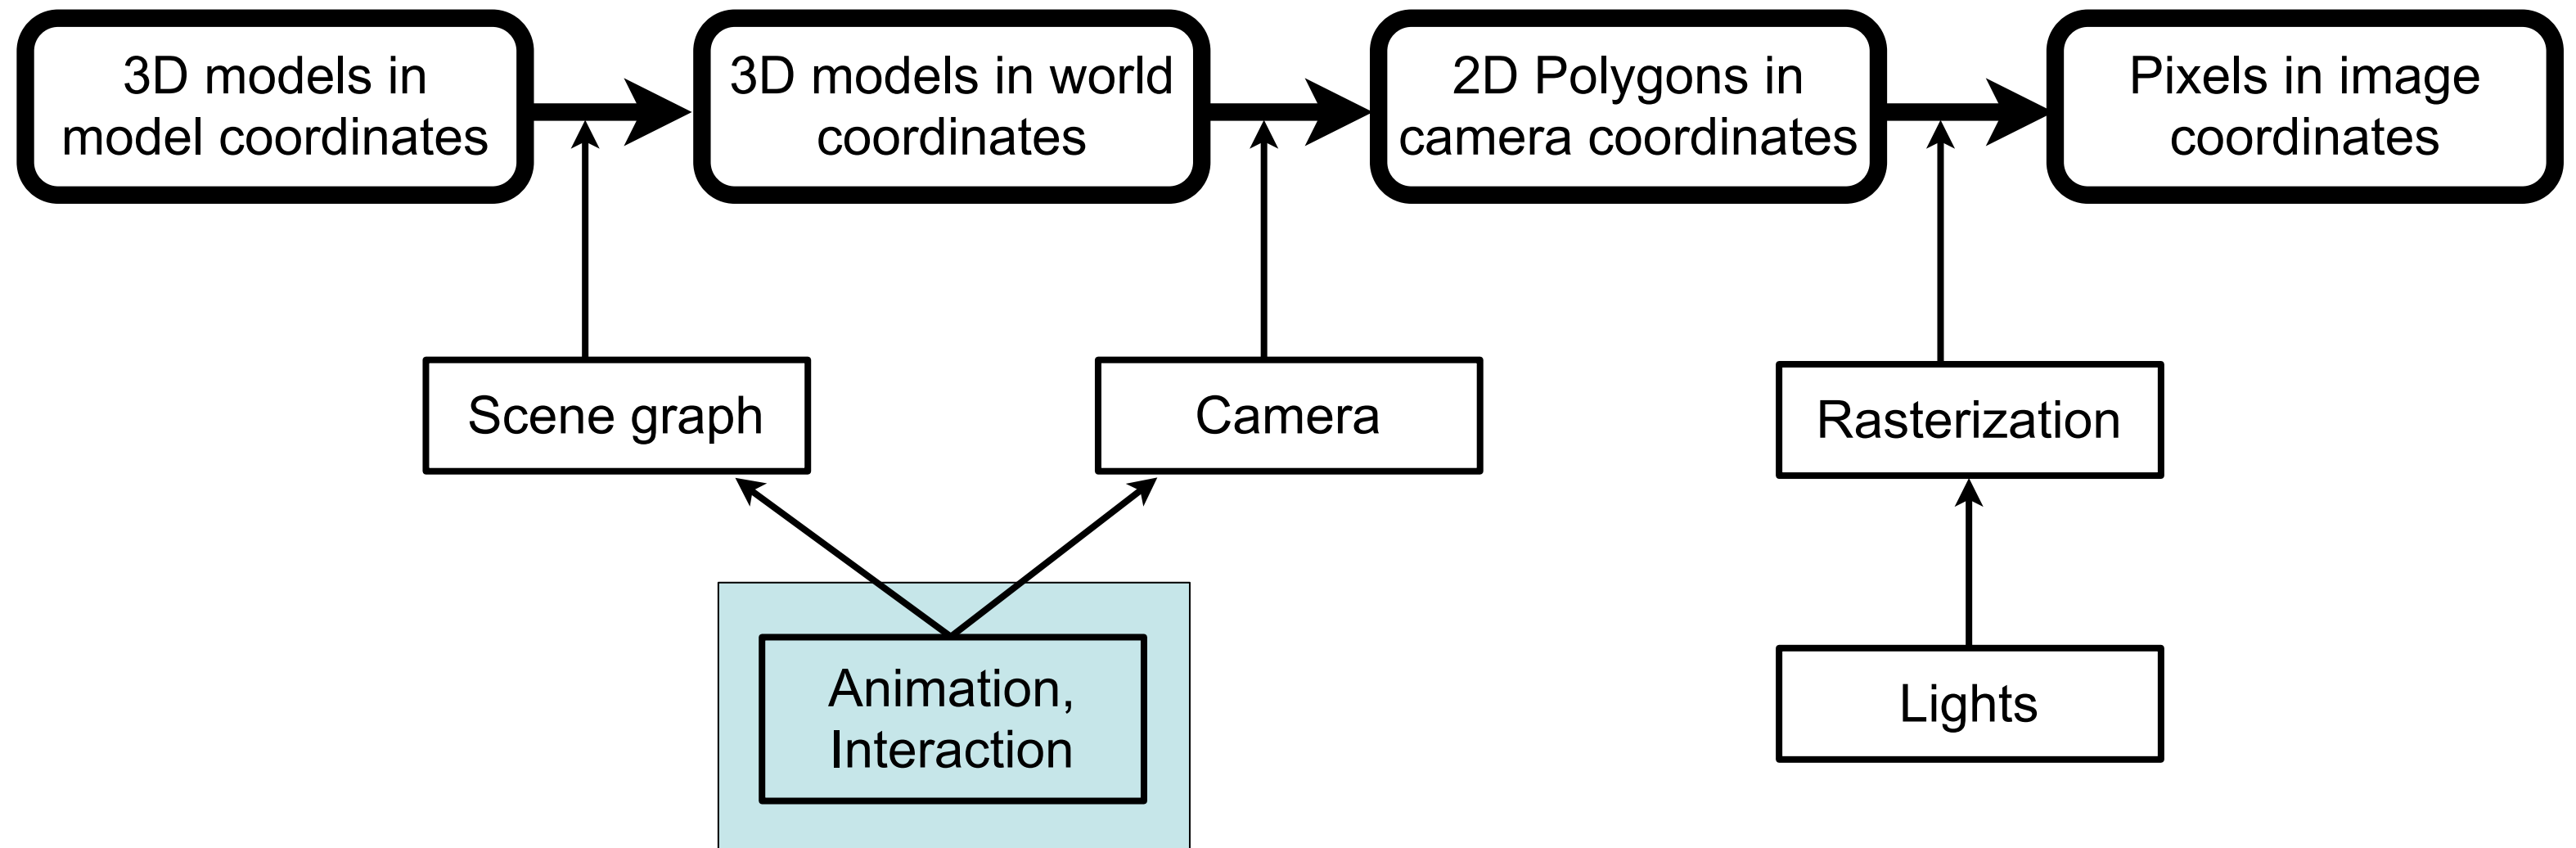 3D models in
model coordinates
3D models in world
coordinates
2D Polygons in
camera coordinates
Pixels in image
coordinates
Scene graph
Camera
Rasterization
Animation,
Interaction
Lights